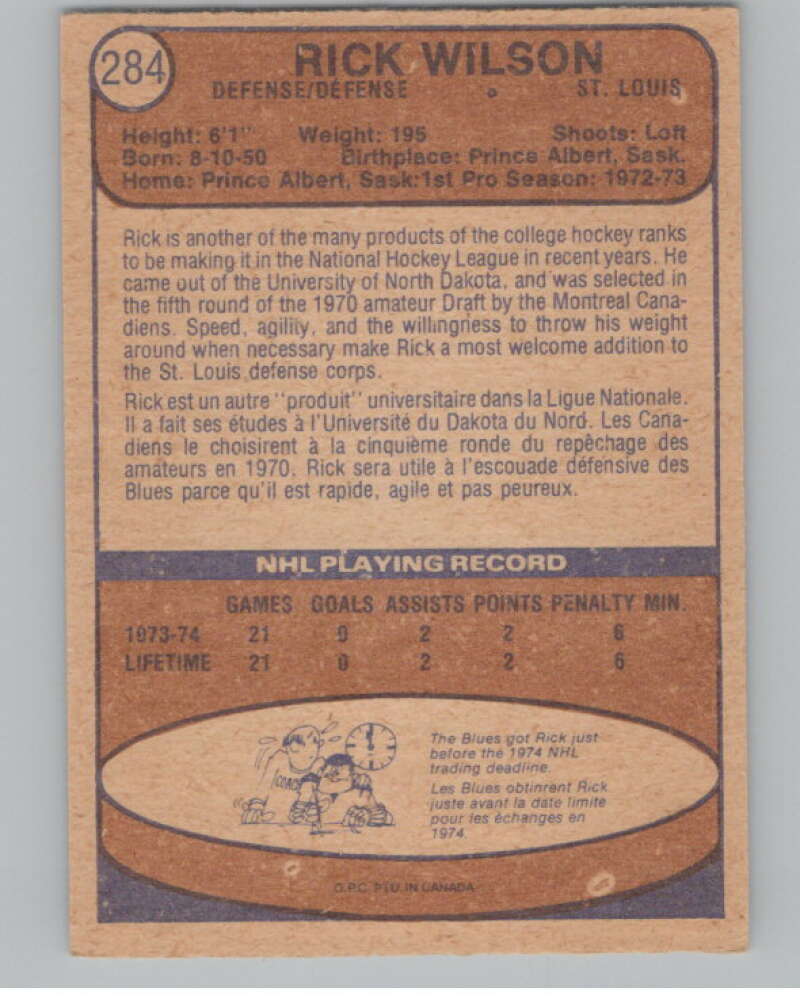 284
RICK WILSON
DEFENSE/DÉFENSE • ST. LOUIS
Height: 6'1" Weight: 195 Shoots: Left
Born: 8-10-50 Birthplace: Prince Albert, Sask.
Home: Prince Albert, Sask. 1st Pro Season: 1972-73
Rick is another of the many products of the college hockey ranks
to be making it in the National Hockey League in recent years. He
came out of the University of North Dakota, and was selected in
the fifth round of the 1970 amateur Draft by the Montreal Cana-
diens. Speed, agility, and the willingness to throw his weight
around when necessary make Rick a most welcome addition to
the St. Louis defense corps.
Rick est un autre "produit" universitaire dans la Ligue Nationale.
Il a fait ses études à l'Université du Dakota du Nord. Les Cana-
diens le choisirent à la cinquième ronde du repêchage des
amateurs en 1970. Rick sera utile à l'escouade défensive des
Blues parce qu'il est rapide, agile et pas peureux.
NHL PLAYING RECORD
GAMES GOALS ASSISTS POINTS PENALTY MIN.
1973-74 21 0 2 2 6
LIFETIME 21 0 2 2 6
COACH
The Blues got Rick just
before the 1974 NHL
trading deadline.
Les Blues obtinrent Rick
juste avant la date limite
pour les échanges en
1974.
O.P.C. PTD. IN CANADA